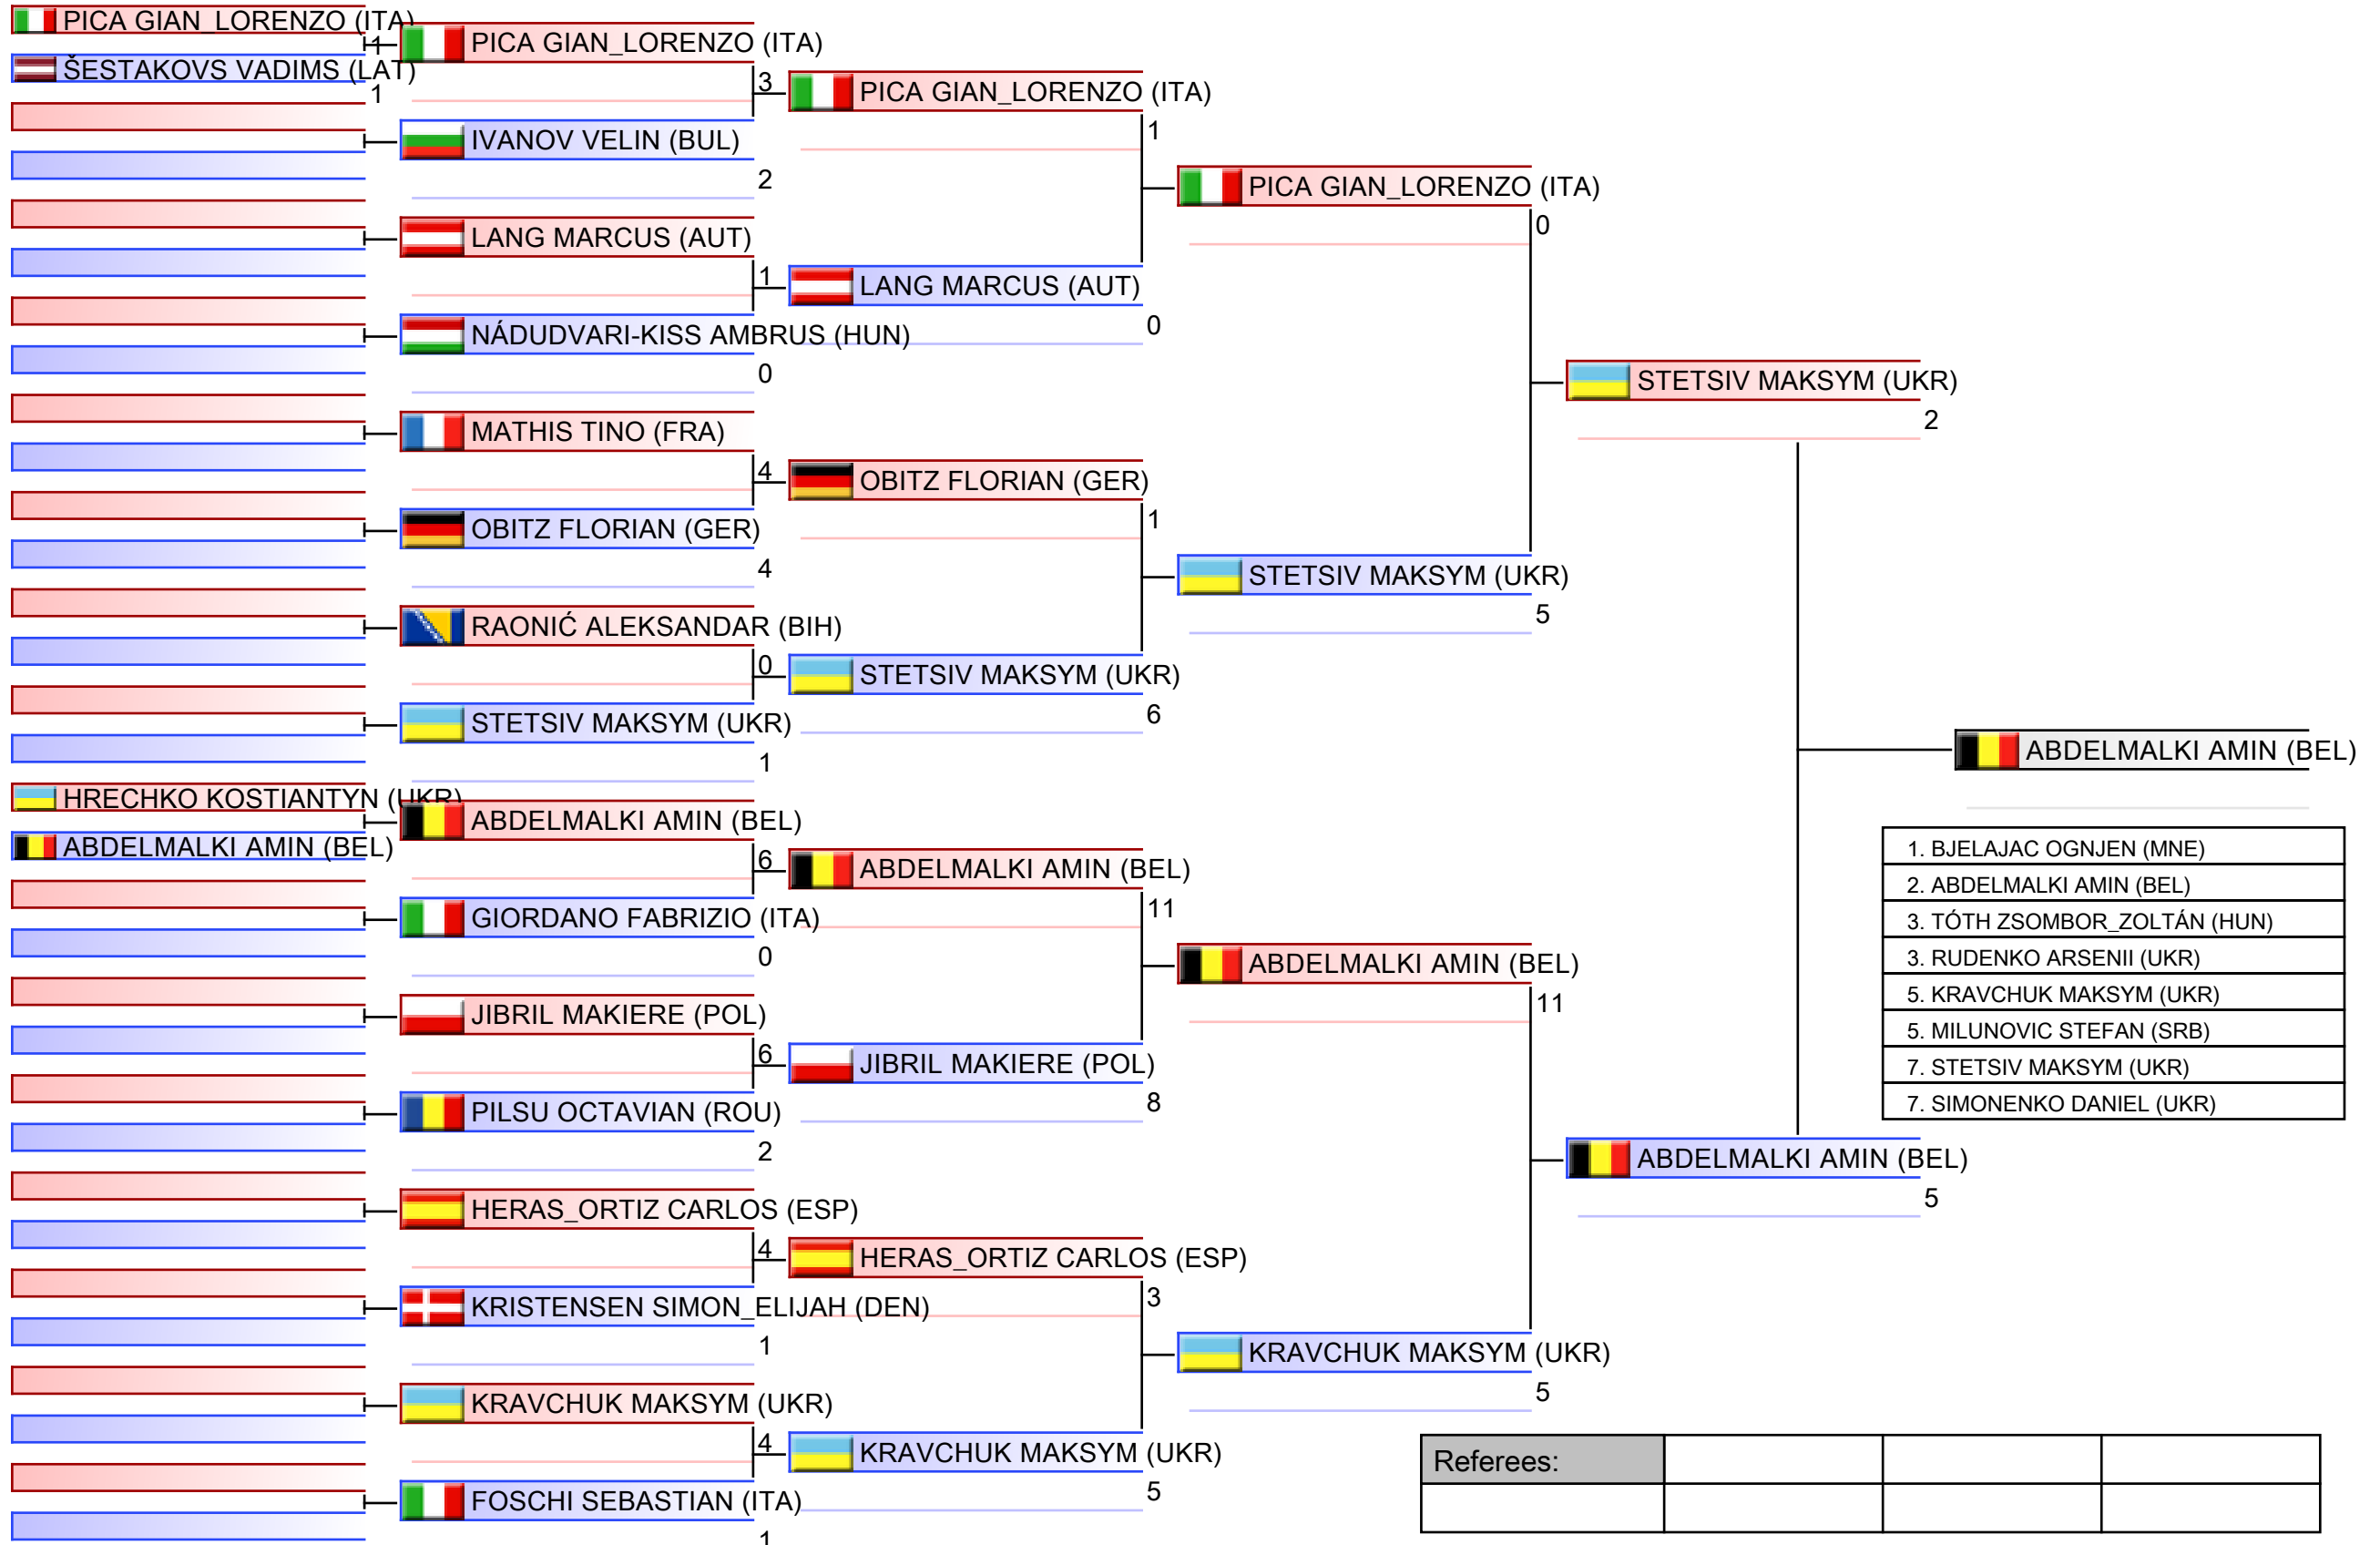 PICA GIAN_LORENZO (ITA)
1
ŠESTAKOVS VADIMS (LAT)
1
HRECHKO KOSTIANTYN (UKR)
ABDELMALKI AMIN (BEL)
PICA GIAN_LORENZO (ITA)
3
IVANOV VELIN (BUL)
2
LANG MARCUS (AUT)
1
NÁDUDVARI-KISS AMBRUS (HUN)
0
MATHIS TINO (FRA)
4
OBITZ FLORIAN (GER)
4
RAONIĆ ALEKSANDAR (BIH)
0
STETSIV MAKSYM (UKR)
1
ABDELMALKI AMIN (BEL)
6
GIORDANO FABRIZIO (ITA)
0
JIBRIL MAKIERE (POL)
6
PILSU OCTAVIAN (ROU)
2
HERAS_ORTIZ CARLOS (ESP)
4
KRISTENSEN SIMON_ELIJAH (DEN)
1
KRAVCHUK MAKSYM (UKR)
4
FOSCHI SEBASTIAN (ITA)
1
PICA GIAN_LORENZO (ITA)
1
LANG MARCUS (AUT)
0
OBITZ FLORIAN (GER)
1
STETSIV MAKSYM (UKR)
6
ABDELMALKI AMIN (BEL)
11
JIBRIL MAKIERE (POL)
8
HERAS_ORTIZ CARLOS (ESP)
3
KRAVCHUK MAKSYM (UKR)
5
PICA GIAN_LORENZO (ITA)
0
STETSIV MAKSYM (UKR)
5
ABDELMALKI AMIN (BEL)
11
KRAVCHUK MAKSYM (UKR)
5
STETSIV MAKSYM (UKR)
2
ABDELMALKI AMIN (BEL)
5
ABDELMALKI AMIN (BEL)
1. BJELAJAC OGNJEN (MNE)
2. ABDELMALKI AMIN (BEL)
3. TÓTH ZSOMBOR_ZOLTÁN (HUN)
3. RUDENKO ARSENII (UKR)
5. KRAVCHUK MAKSYM (UKR)
5. MILUNOVIC STEFAN (SRB)
7. STETSIV MAKSYM (UKR)
7. SIMONENKO DANIEL (UKR)
Referees: